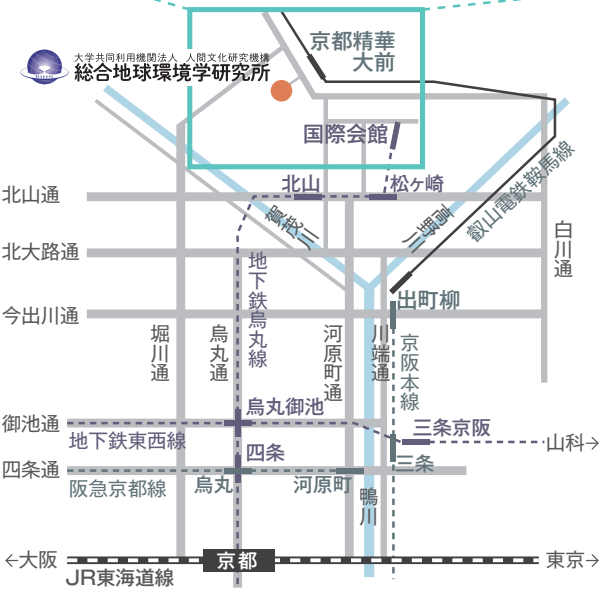 京都精華
大前
大学共同利用機関法人　人間文化研究機構
総合地球環境学研究所
国際会館
北山
松ヶ崎
北山通
賀茂川
高野川
叡山電鉄鞍馬線
白川通
北大路通
地下鉄烏丸線
出町柳
今出川通
堀川通
烏丸通
河原町通
川端通
京阪本線
烏丸御池
御池通
三条京阪
地下鉄東西線
四条
山科→
三条
四条通
阪急京都線
烏丸
河原町
鴨川
←大阪
京都
東京→
JR東海道線